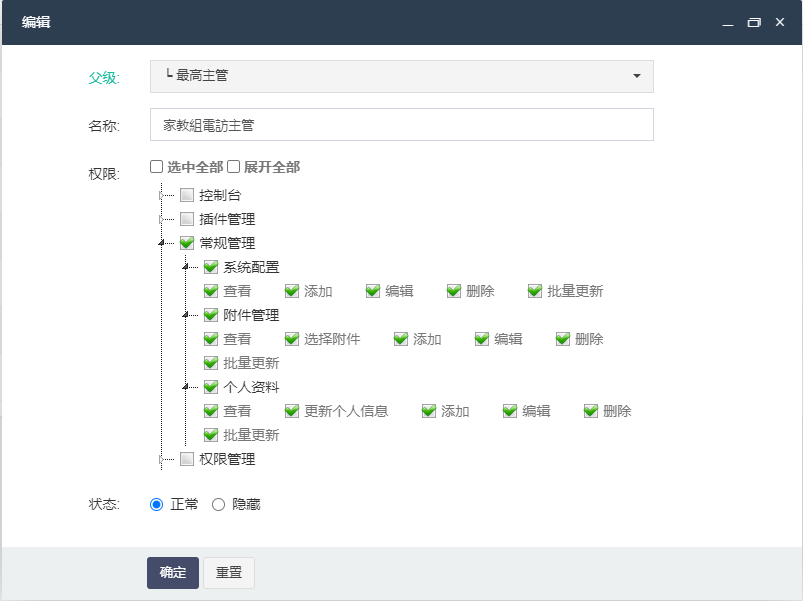 编辑
父级: └ 最高主管
名称: 家教組電訪主管
权限: 选中全部 展开全部
控制台
插件管理
常规管理
系统配置
查看 添加 编辑 删除 批量更新
附件管理
查看 选择附件 添加 编辑 删除
批量更新
个人资料
查看 更新个人信息 添加 编辑 删除
批量更新
权限管理
状态: 正常 隐藏
确定 重置